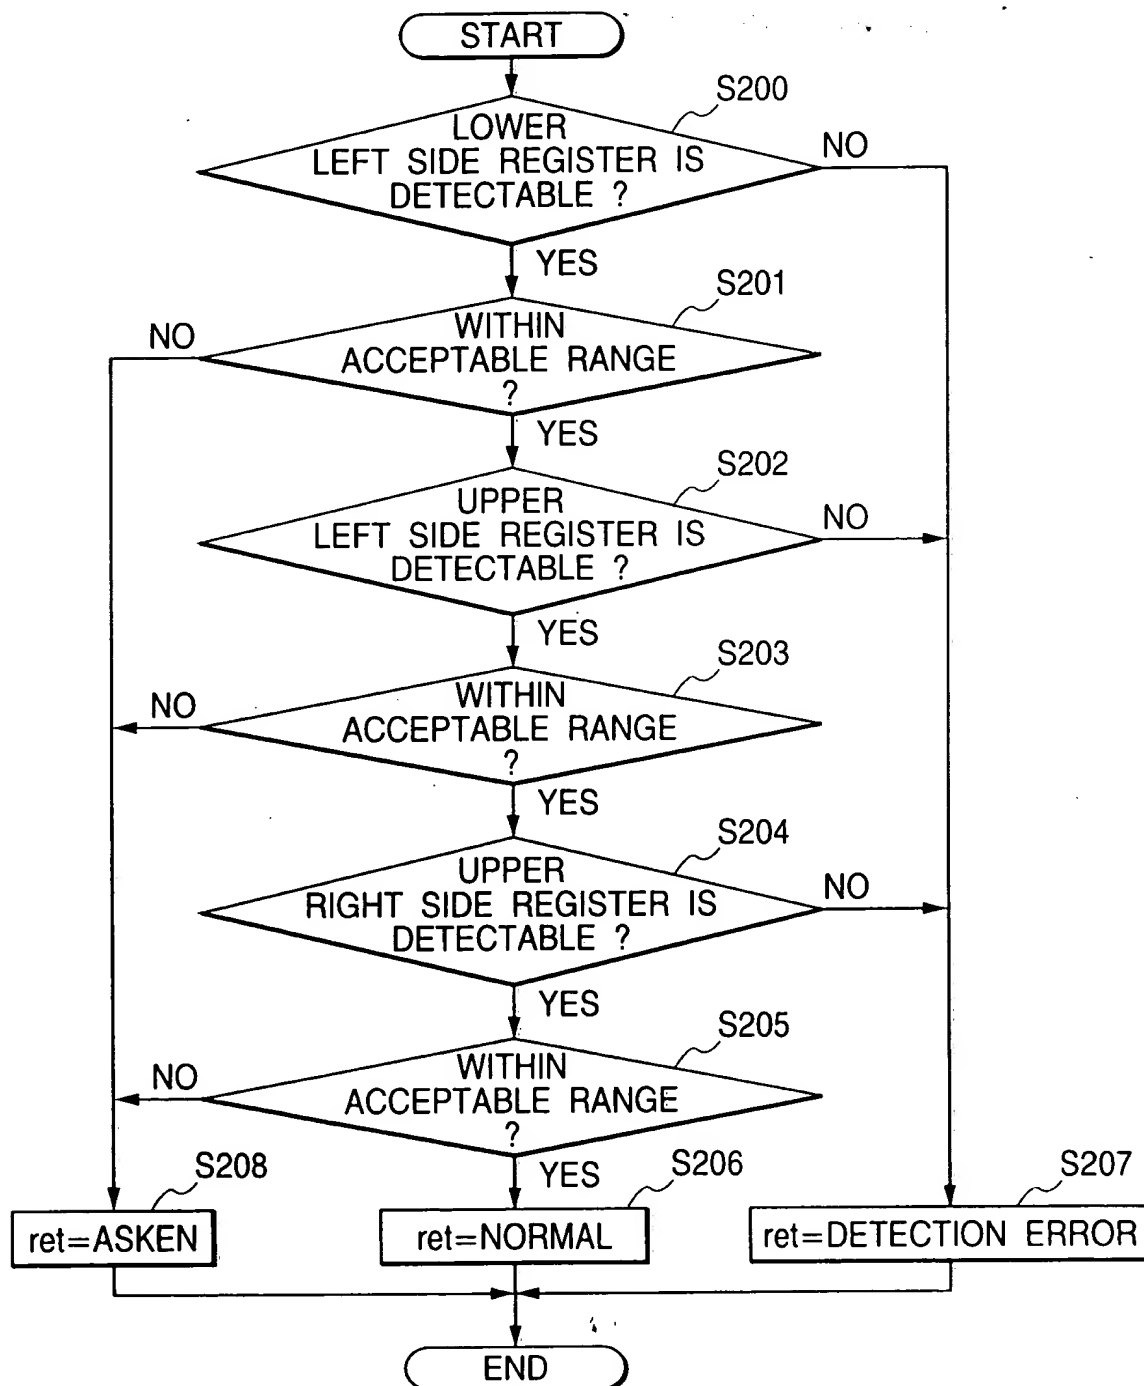 START
S200
LOWER
LEFT SIDE REGISTER IS
DETECTABLE ?
NO
YES
S201
WITHIN
ACCEPTABLE RANGE
?
NO
YES
S202
UPPER
LEFT SIDE REGISTER IS
DETECTABLE ?
NO
YES
S203
WITHIN
ACCEPTABLE RANGE
?
NO
YES
S204
UPPER
RIGHT SIDE REGISTER IS
DETECTABLE ?
NO
YES
S205
WITHIN
ACCEPTABLE RANGE
?
NO
YES
S208
ret=ASKEN
S206
ret=NORMAL
S207
ret=DETECTION ERROR
END